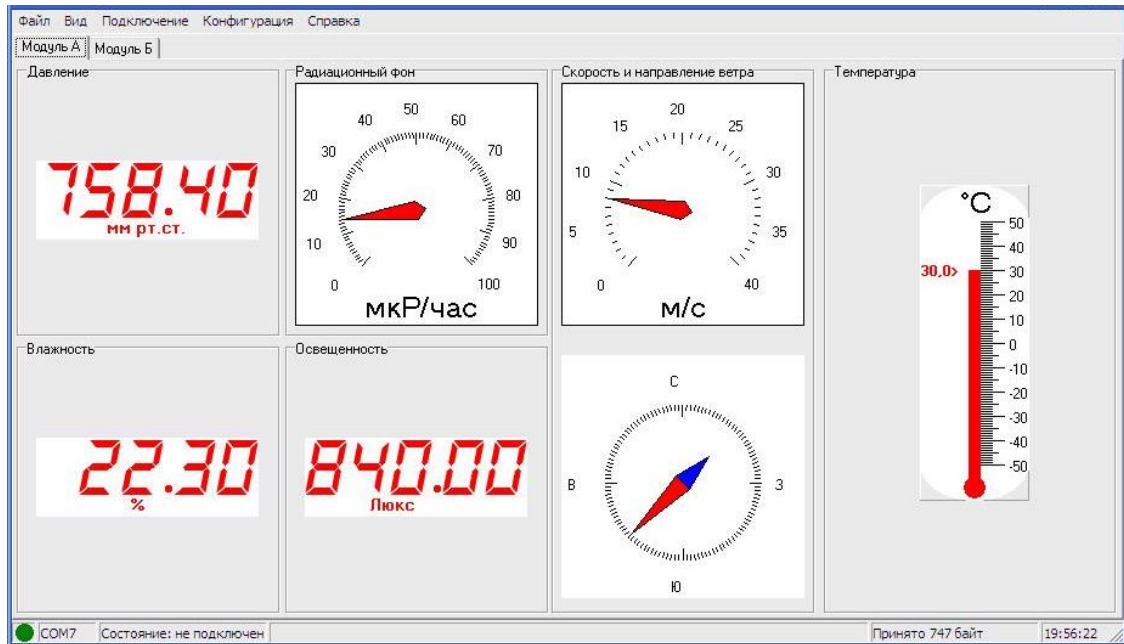 Файл Вид Подключение Конфигурация Справка
Модуль А Модуль Б
Давление
758.40
мм рт.ст.
Радиационный фон
0 10 20 30 40 50 60 70 80 90 100
мкР/час
Скорость и направление ветра
0 5 10 15 20 25 30 35 40
м/с
С
В З
Ю
Температура
°C
50
40
30,0> 30
20
10
0
-10
-20
-30
-40
-50
Влажность
22.30
%
Освещенность
840.00
Люкс
COM7 Состояние: не подключен Принято 747 байт 19:56:22